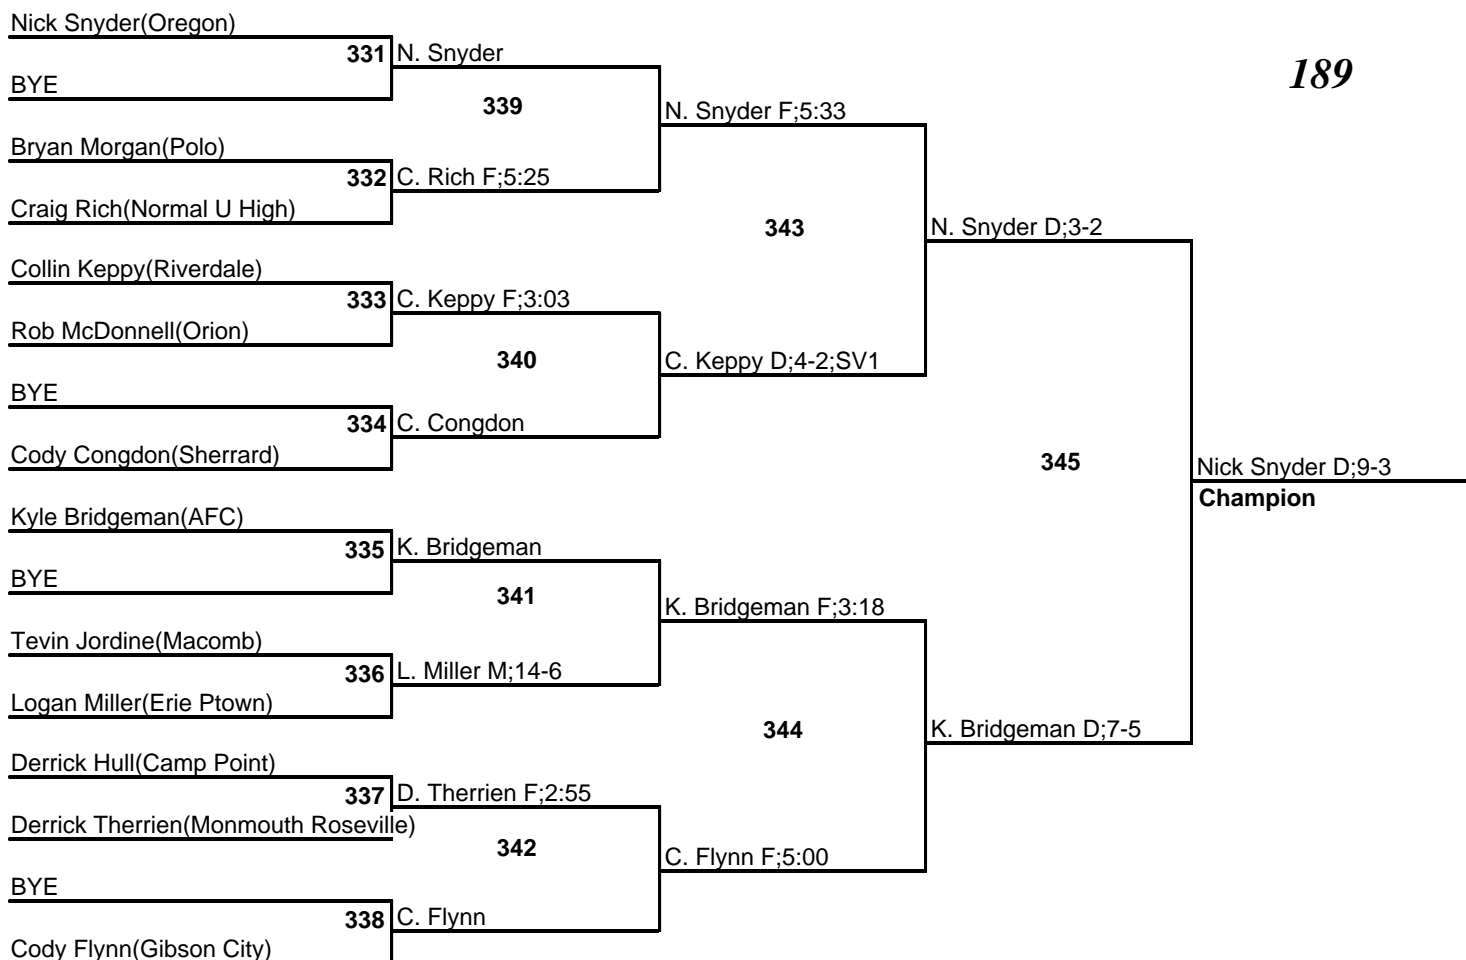 Nick Snyder(Oregon)
331 N. Snyder
189
BYE
339
N. Snyder F;5:33
Bryan Morgan(Polo)
332 C. Rich F;5:25
Craig Rich(Normal U High)
343
N. Snyder D;3-2
Collin Keppy(Riverdale)
333 C. Keppy F;3:03
Rob McDonnell(Orion)
340
C. Keppy D;4-2;SV1
BYE
334 C. Congdon
Cody Congdon(Sherrard)
345
Nick Snyder D;9-3
Champion
Kyle Bridgeman(AFC)
335 K. Bridgeman
BYE
341
K. Bridgeman F;3:18
Tevin Jordine(Macomb)
336 L. Miller M;14-6
Logan Miller(Erie Ptown)
344
K. Bridgeman D;7-5
Derrick Hull(Camp Point)
337 D. Therrien F;2:55
Derrick Therrien(Monmouth Roseville)
342
C. Flynn F;5:00
BYE
338 C. Flynn
Cody Flynn(Gibson City)